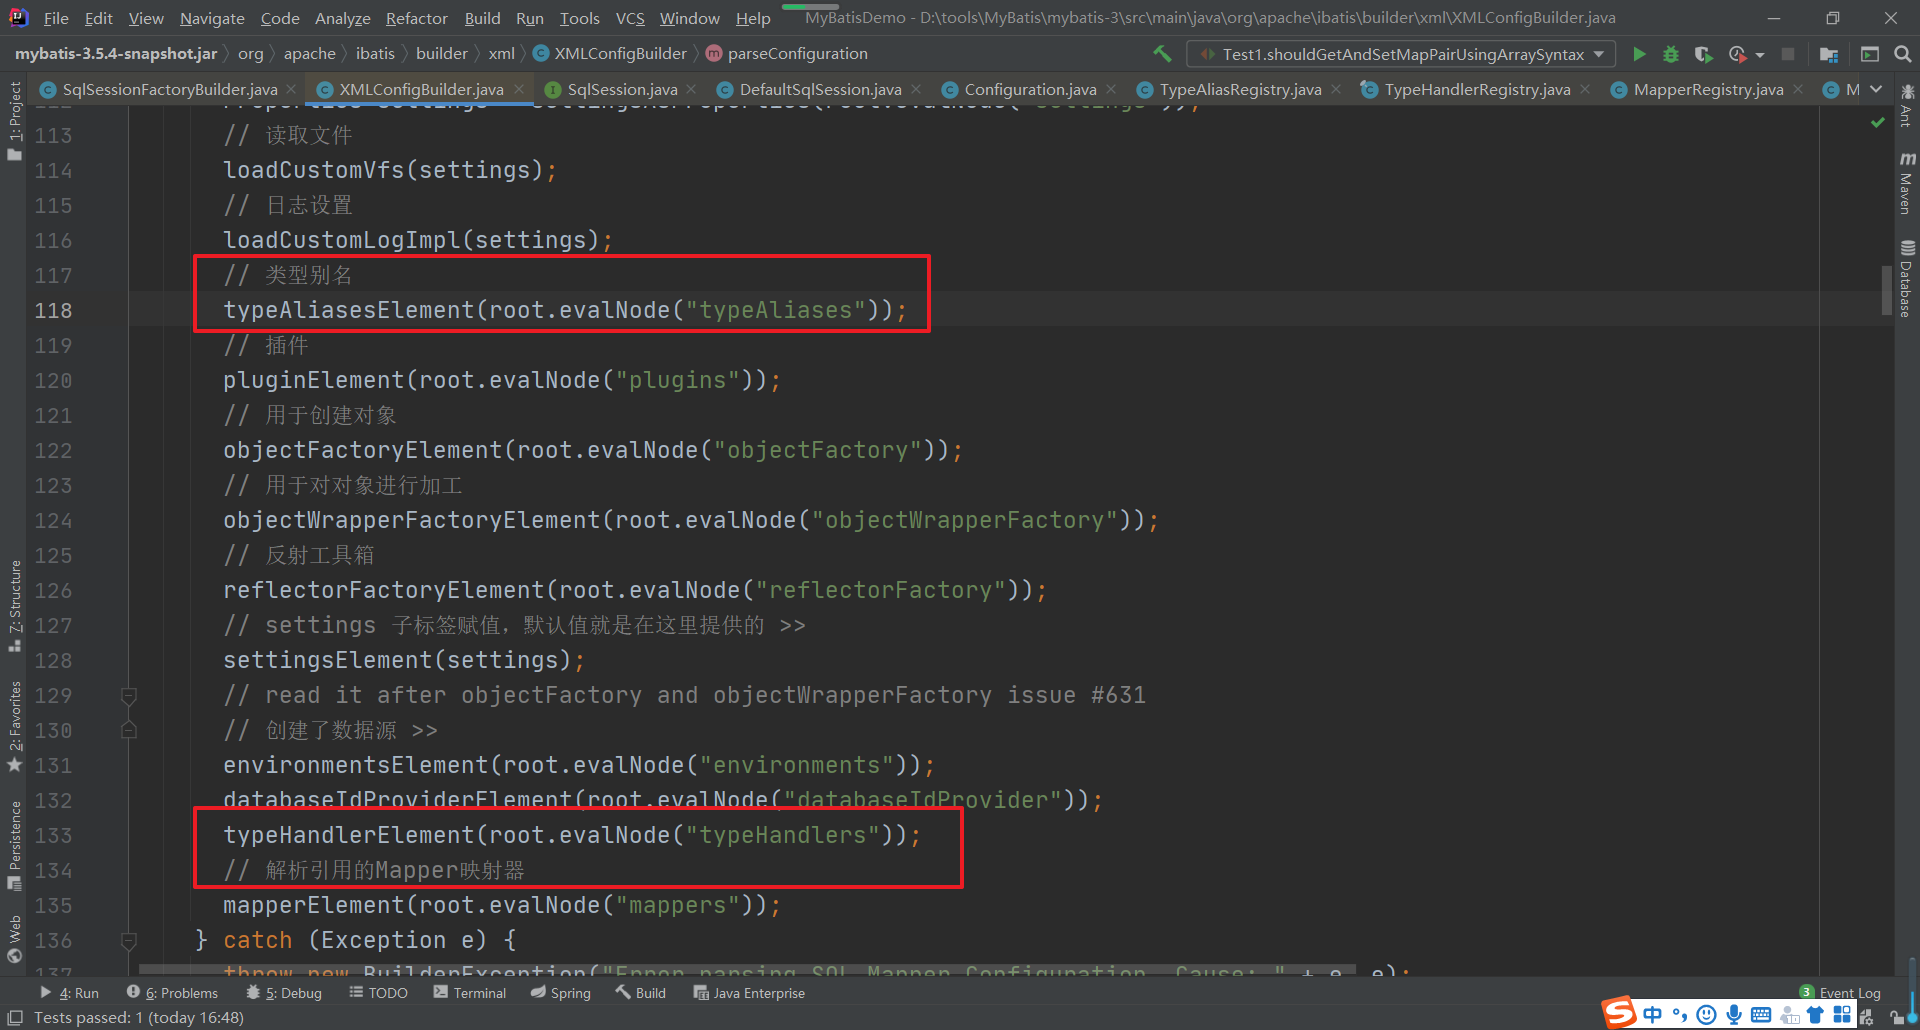 File Edit View Navigate Code Analyze Refactor Build Run Tools VCS Window Help MyBatisDemo - D:\tools\MyBatis\mybatis-3\src\main\java\org\apache\ibatis\builder\xml\XMLConfigBuilder.java
mybatis-3.5.4-snapshot.jar org apache ibatis builder xml XMLConfigBuilder parseConfiguration Test1.shouldGetAndSetMapPairUsingArraySyntax
SqlSessionFactoryBuilder.java XMLConfigBuilder.java SqlSession.java DefaultSqlSession.java Configuration.java TypeAliasRegistry.java TypeHandlerRegistry.java MapperRegistry.java M
113 // 读取文件
114 loadCustomVfs(settings);
115 // 日志设置
116 loadCustomLogImpl(settings);
117 // 类型别名
118 typeAliasesElement(root.evalNode("typeAliases"));
119 // 插件
120 pluginElement(root.evalNode("plugins"));
121 // 用于创建对象
122 objectFactoryElement(root.evalNode("objectFactory"));
123 // 用于对对象进行加工
124 objectWrapperFactoryElement(root.evalNode("objectWrapperFactory"));
125 // 反射工具箱
126 reflectorFactoryElement(root.evalNode("reflectorFactory"));
127 // settings 子标签赋值，默认值就是在这里提供的 >>
128 settingsElement(settings);
129 // read it after objectFactory and objectWrapperFactory issue #631
130 // 创建了数据源 >>
131 environmentsElement(root.evalNode("environments"));
132 databaseIdProviderElement(root.evalNode("databaseIdProvider"));
133 typeHandlerElement(root.evalNode("typeHandlers"));
134 // 解析引用的Mapper映射器
135 mapperElement(root.evalNode("mappers"));
136 } catch (Exception e) {
137 throw new BuilderException("Error parsing SQL Mapper Configuration. Cause: " + e, e);
1: Project
7: Structure
2: Favorites
Persistence
Web
Ant
Maven
Database
4: Run 6: Problems 5: Debug TODO Terminal Spring Build Java Enterprise 3 Event Log
Tests passed: 1 (today 16:48)
中